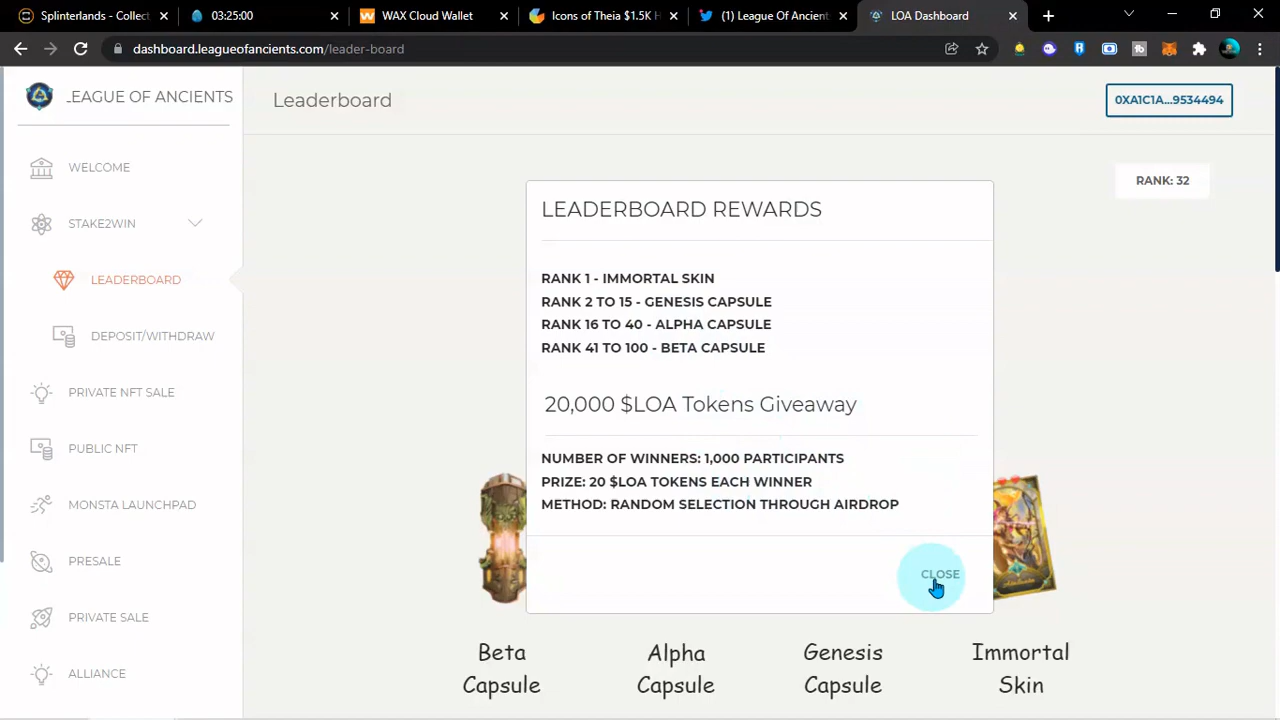 Splinterlands - Collect
03:25:00
WAX Cloud Wallet
Icons of Theia $1.5K H
(1) League Of Ancient
LOA Dashboard
dashboard.leagueofancients.com/leader-board
LEAGUE OF ANCIENTS
Leaderboard
0XA1C1A...9534494
WELCOME
RANK: 32
STAKE2WIN
LEADERBOARD
DEPOSIT/WITHDRAW
PRIVATE NFT SALE
PUBLIC NFT
MONSTA LAUNCHPAD
PRESALE
PRIVATE SALE
ALLIANCE
LEADERBOARD REWARDS
RANK 1 - IMMORTAL SKIN
RANK 2 TO 15 - GENESIS CAPSULE
RANK 16 TO 40 - ALPHA CAPSULE
RANK 41 TO 100 - BETA CAPSULE
20,000 $LOA Tokens Giveaway
NUMBER OF WINNERS: 1,000 PARTICIPANTS
PRIZE: 20 $LOA TOKENS EACH WINNER
METHOD: RANDOM SELECTION THROUGH AIRDROP
CLOSE
Beta
Capsule
Alpha
Capsule
Genesis
Capsule
Immortal
Skin